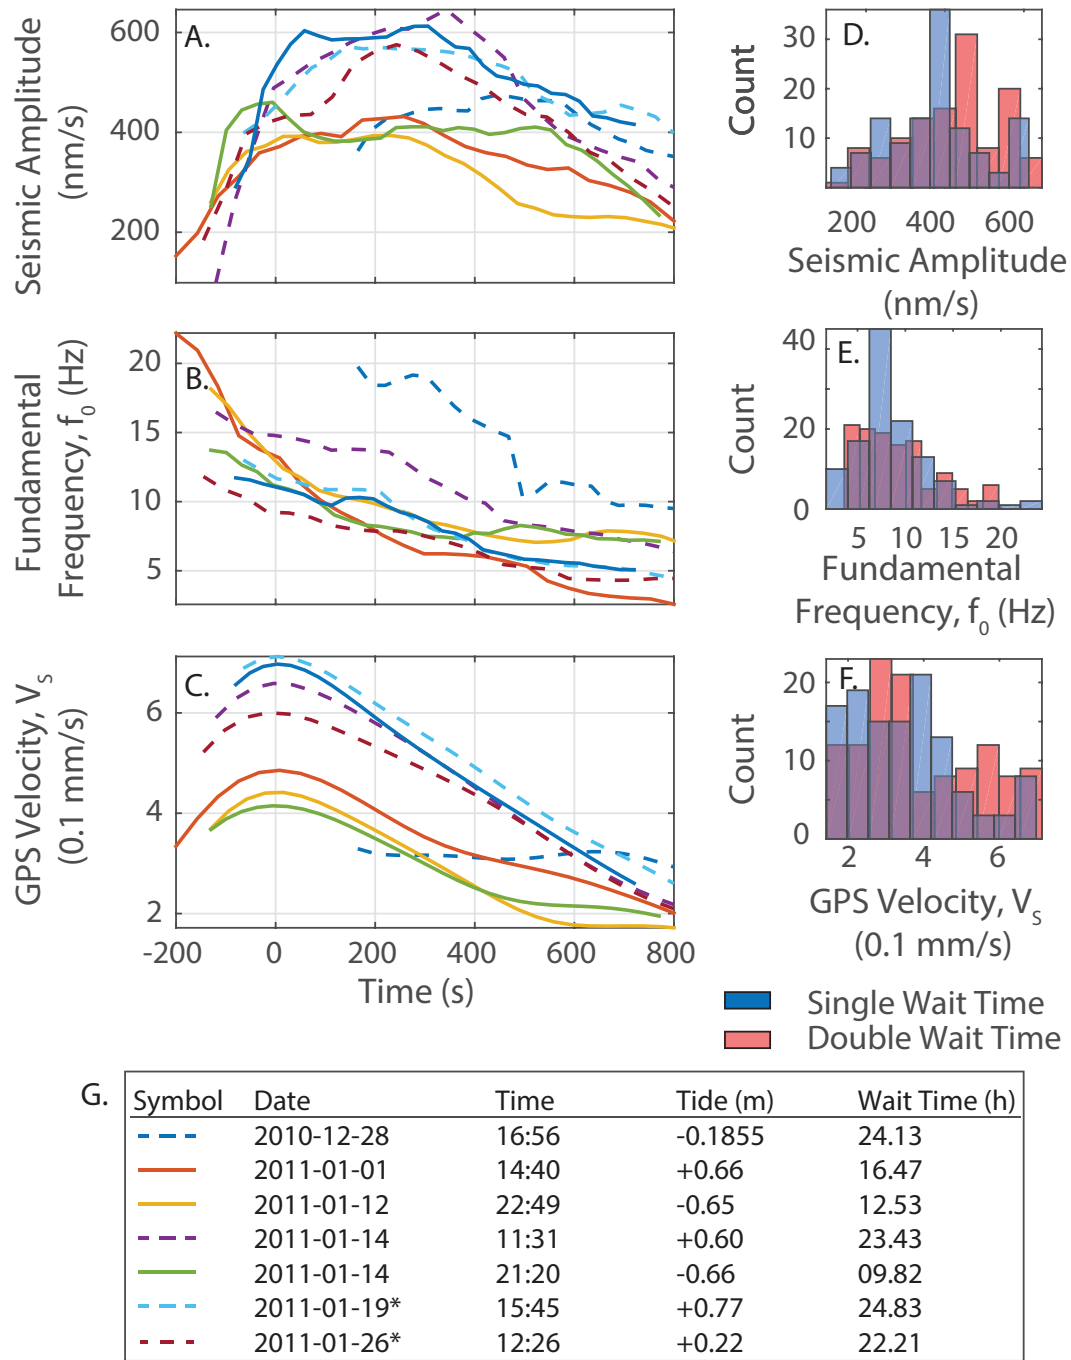 A.
600
400
200
Seismic Amplitude
(nm/s)
B.
20
15
10
5
Fundamental
Frequency, f0 (Hz)
C.
6
4
2
GPS Velocity, VS
(0.1 mm/s)
-200 0 200 400 600 800
Time (s)
D.
30
20
10
Count
200 400 600
Seismic Amplitude
(nm/s)
E.
40
20
0
Count
5 10 15 20
Fundamental
Frequency, f0 (Hz)
F.
20
10
0
Count
2 4 6
GPS Velocity, VS
(0.1 mm/s)
Single Wait Time
Double Wait Time
G.
Symbol Date Time Tide (m) Wait Time (h)
2010-12-28 16:56 -0.1855 24.13
2011-01-01 14:40 +0.66 16.47
2011-01-12 22:49 -0.65 12.53
2011-01-14 11:31 +0.60 23.43
2011-01-14 21:20 -0.66 09.82
2011-01-19* 15:45 +0.77 24.83
2011-01-26* 12:26 +0.22 22.21